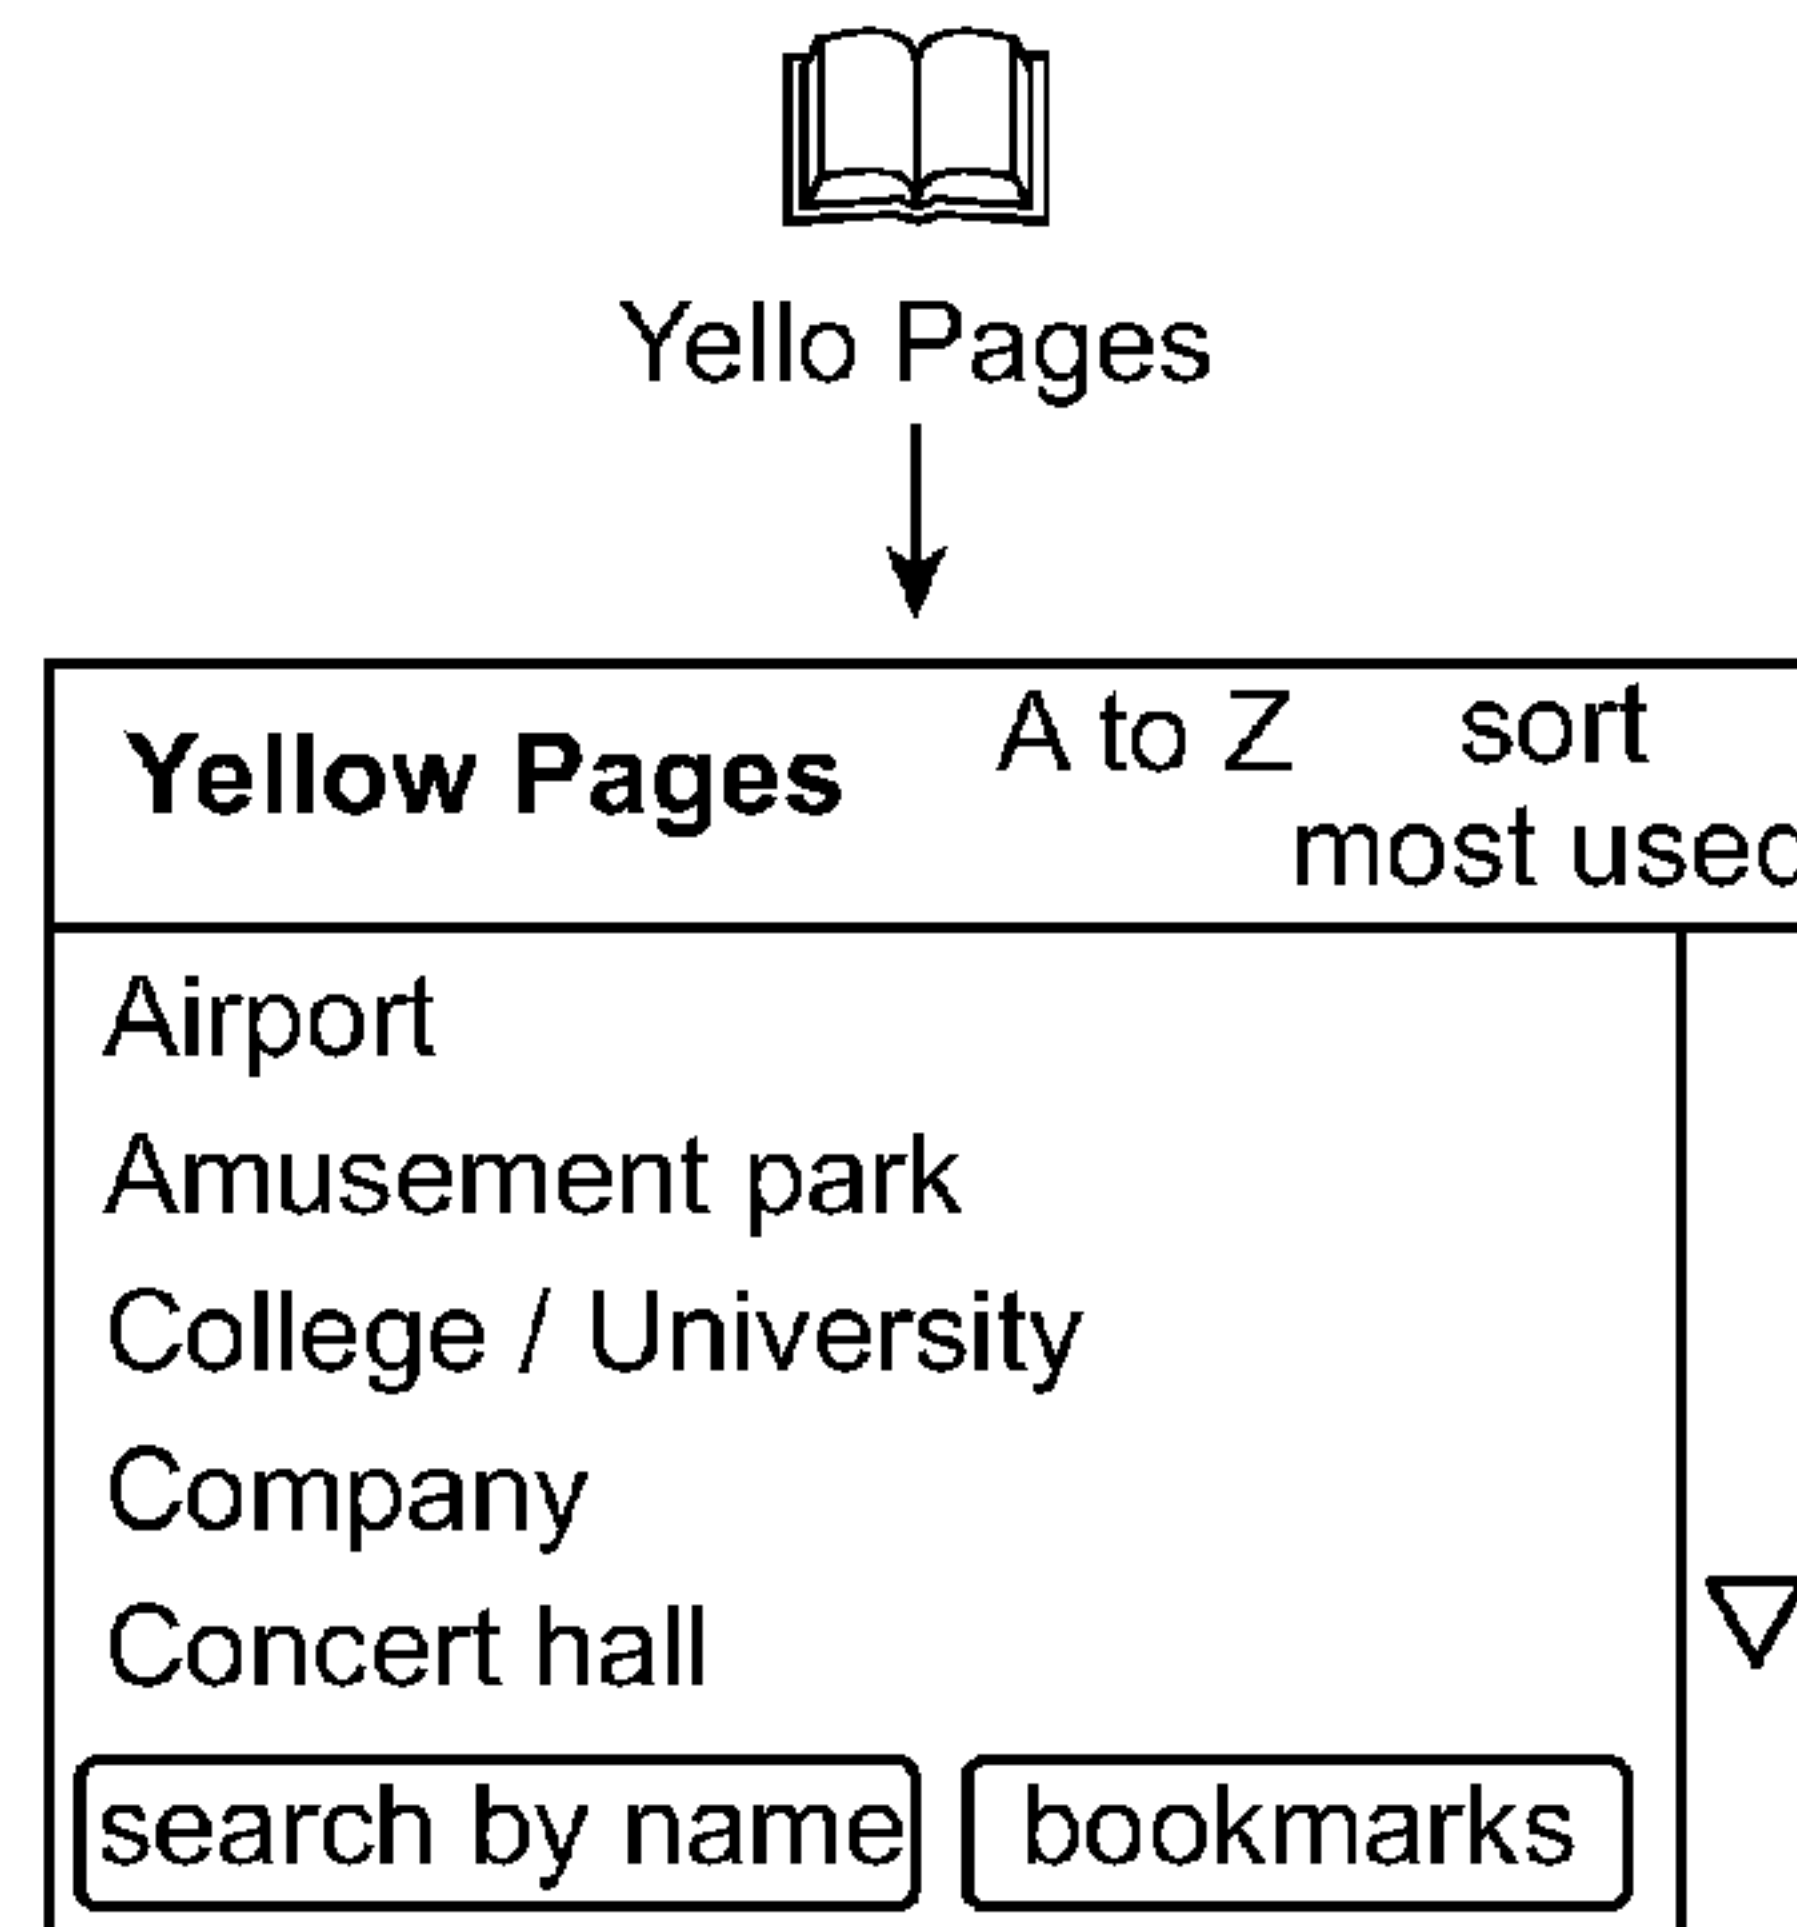 Yello Pages
Yellow Pages
A to Z sort
most used
Airport
Amusement park
College / University
Company
Concert hall
search by name
bookmarks